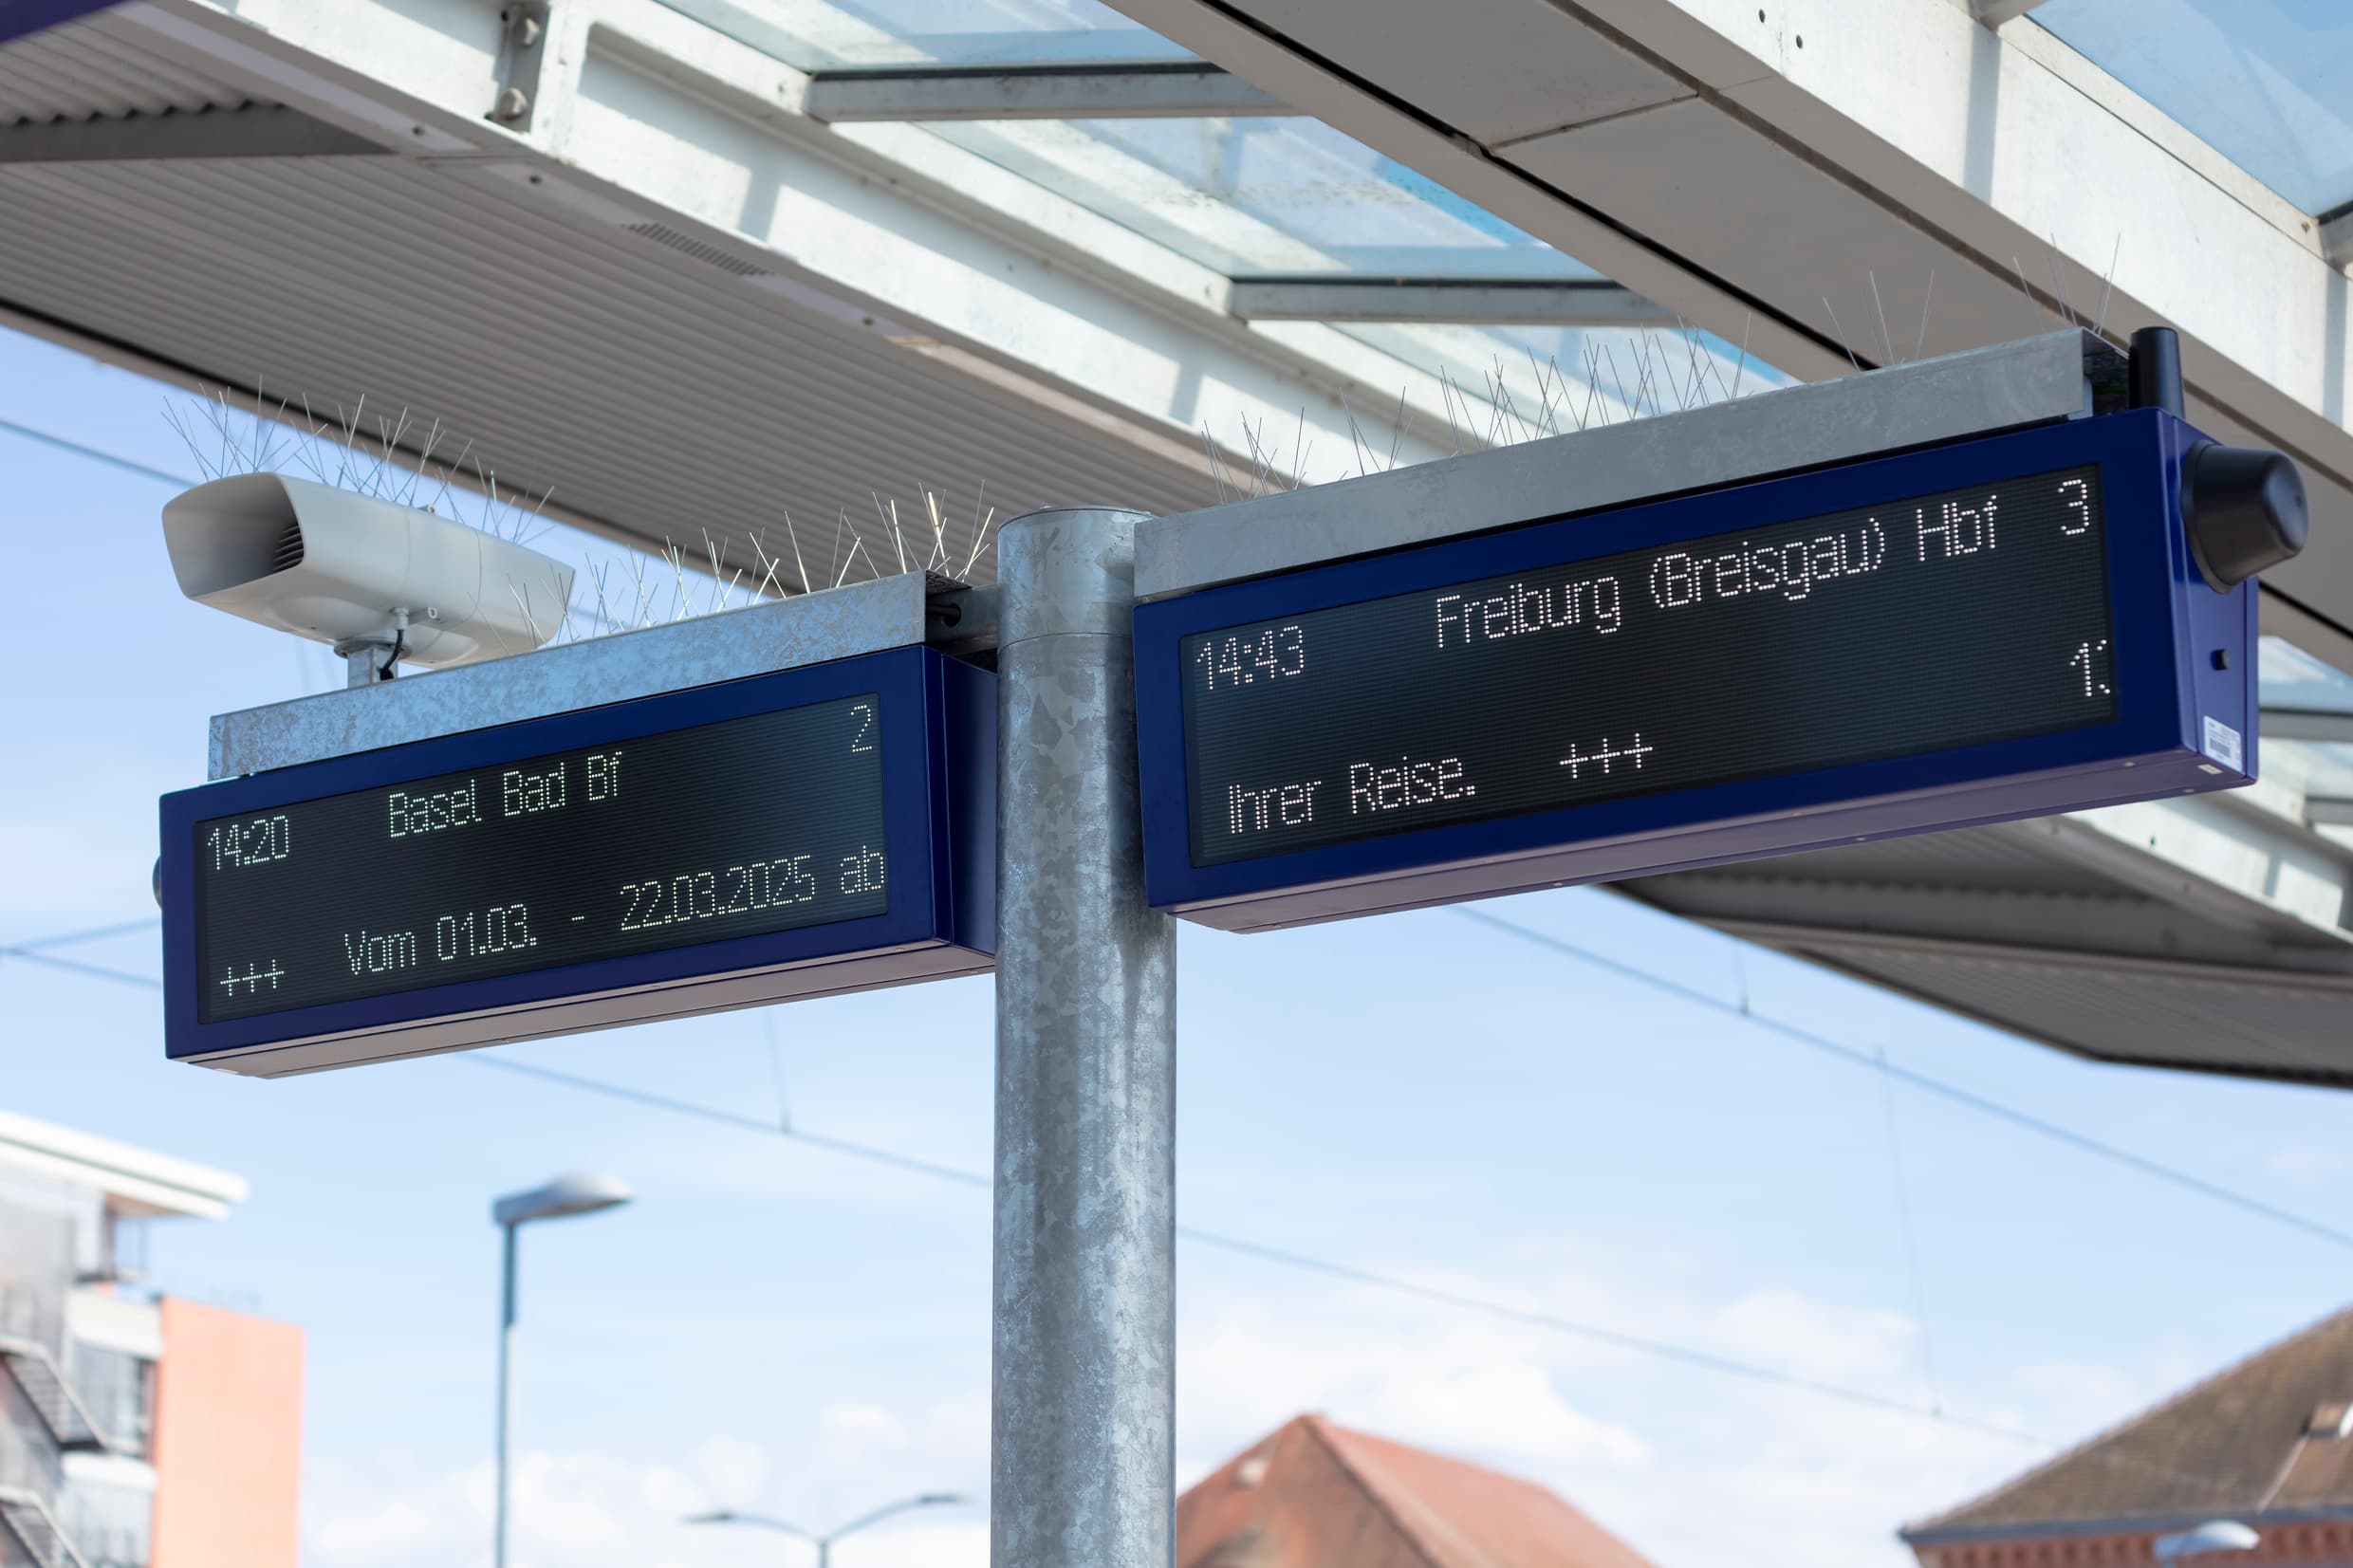 14:20 Basel Bad Bf 2
+++ Vom 01.03. - 22.03.2025 ab
14:43 Freiburg (Breisgau) Hbf 3
Ihrer Reise. +++